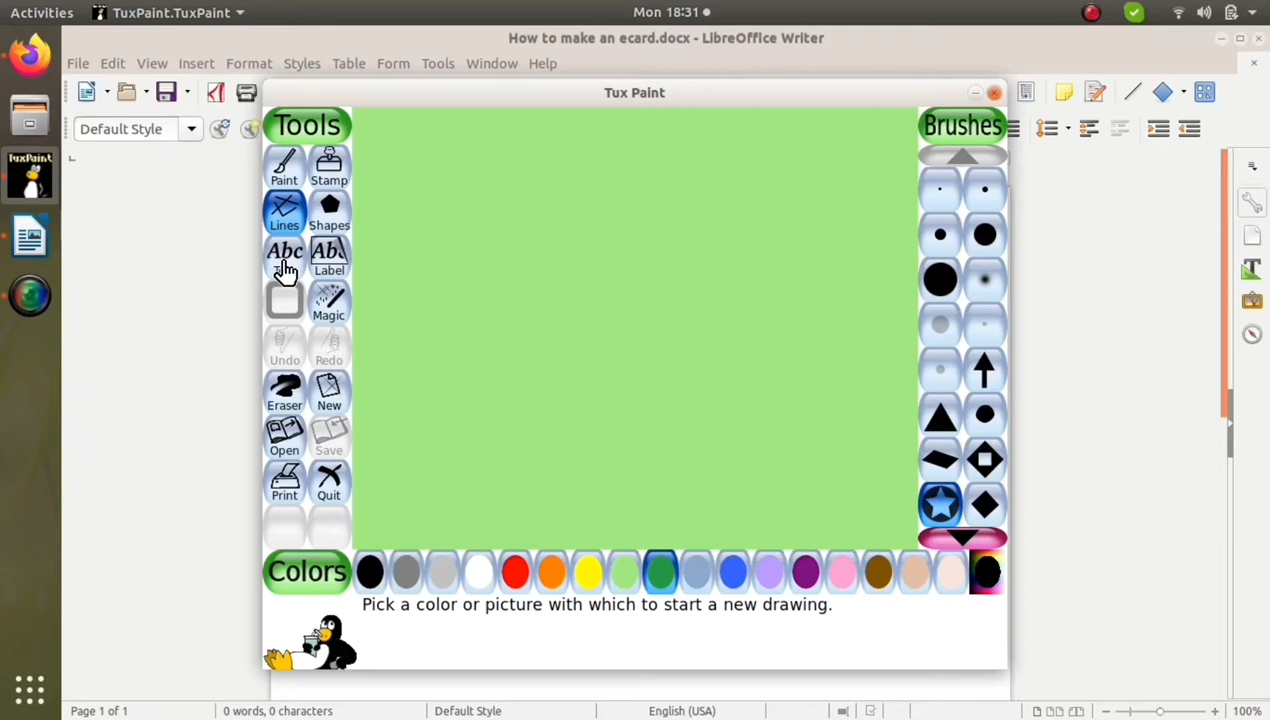 Activities TuxPaint.TuxPaint Mon 18:31
How to make an ecard.docx - LibreOffice Writer
File Edit View Insert Format Styles Table Form Tools Window Help
Tux Paint
Default Style
Tools Brushes
Paint Stamp
Lines Shapes
Abc Abc
Label
Magic
Undo Redo
Eraser New
Open Save
Print Quit
Colors
Pick a color or picture with which to start a new drawing.
TUXPAINT
Page 1 of 1 0 words, 0 characters Default Style English (USA) 100%